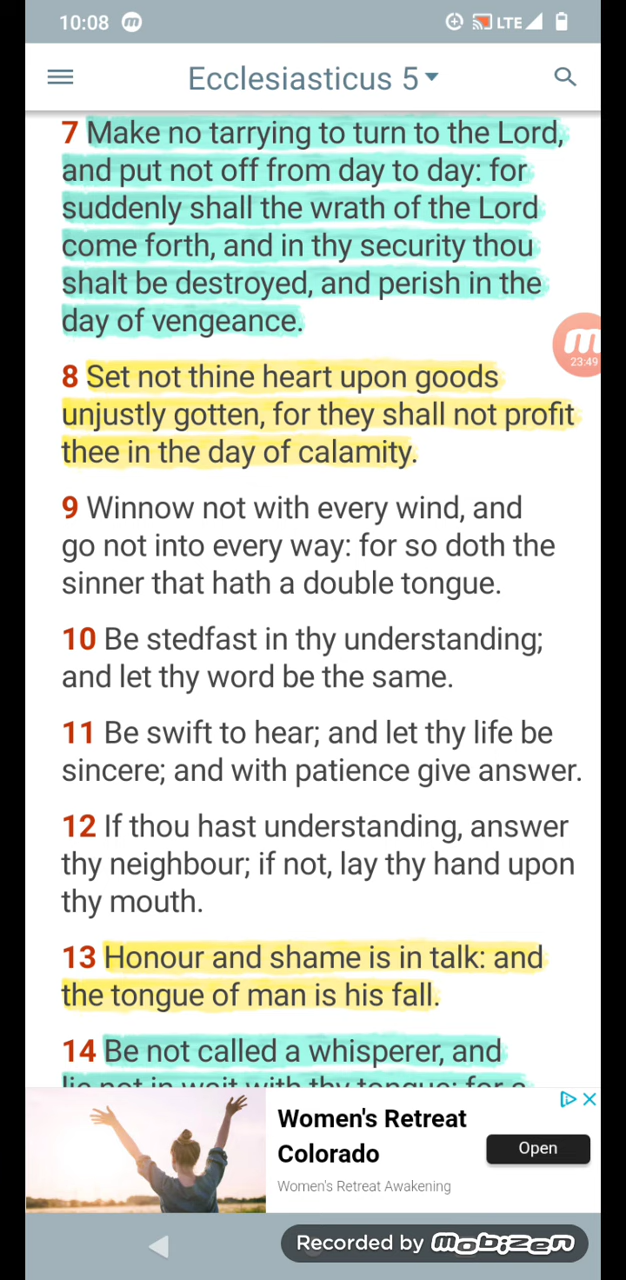 10:08 m LTE
Ecclesiasticus 5
7 Make no tarrying to turn to the Lord,
and put not off from day to day: for
suddenly shall the wrath of the Lord
come forth, and in thy security thou
shalt be destroyed, and perish in the
day of vengeance.
m
23:49
8 Set not thine heart upon goods
unjustly gotten, for they shall not profit
thee in the day of calamity.
9 Winnow not with every wind, and
go not into every way: for so doth the
sinner that hath a double tongue.
10 Be stedfast in thy understanding;
and let thy word be the same.
11 Be swift to hear; and let thy life be
sincere; and with patience give answer.
12 If thou hast understanding, answer
thy neighbour; if not, lay thy hand upon
thy mouth.
13 Honour and shame is in talk: and
the tongue of man is his fall.
14 Be not called a whisperer, and
lie not in wait with thy tongue: for a
Women's Retreat
Colorado
Women's Retreat Awakening
Open
Recorded by mobizen